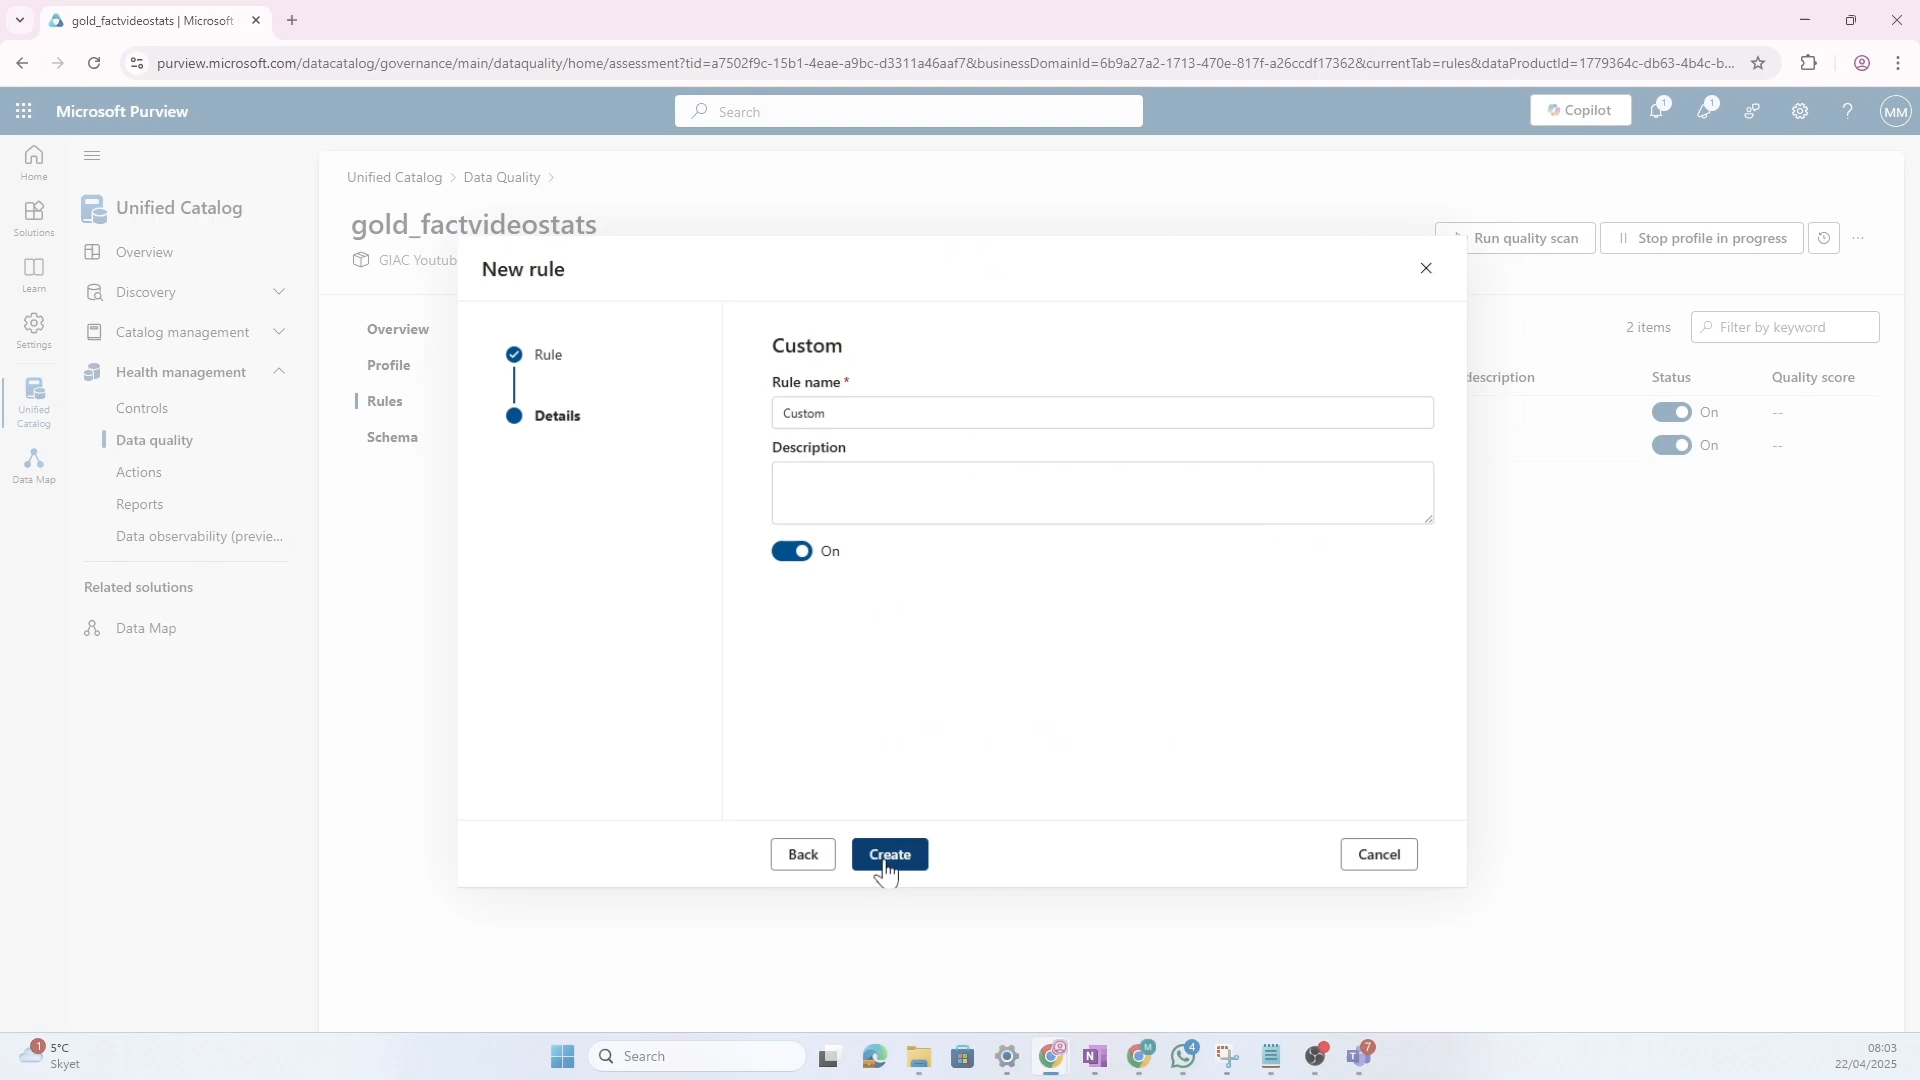 gold_factvideostats | Microsoft
purview.microsoft.com/datacatalog/governance/main/dataquality/home/assessment?tid=a7502f9c-15b1-4eae-a9bc-d3311a46aaf7&businessDomainId=6b9a27a2-1713-470e-817f-a26ccdf17362&currentTab=rules&dataProductId=1779364c-db63-4b4c-b...
Microsoft Purview
Search
Copilot
1
1
MM
Home
Solutions
Learn
Settings
Unified Catalog
Data Map
Unified Catalog
Overview
Discovery
Catalog management
Health management
Controls
Data quality
Actions
Reports
Data observability (previe...
Related solutions
Data Map
Unified Catalog > Data Quality >
gold_factvideostats
GIAC Youtub
Run quality scan
Stop profile in progress
Overview
Profile
Rules
Schema
2 items
Filter by keyword
description
Status
Quality score
On
--
On
--
New rule
Rule
Details
Custom
Rule name *
Custom
Description
On
Back
Create
Cancel
1
5°C
Skyet
Search
M
4
7
08:03
22/04/2025